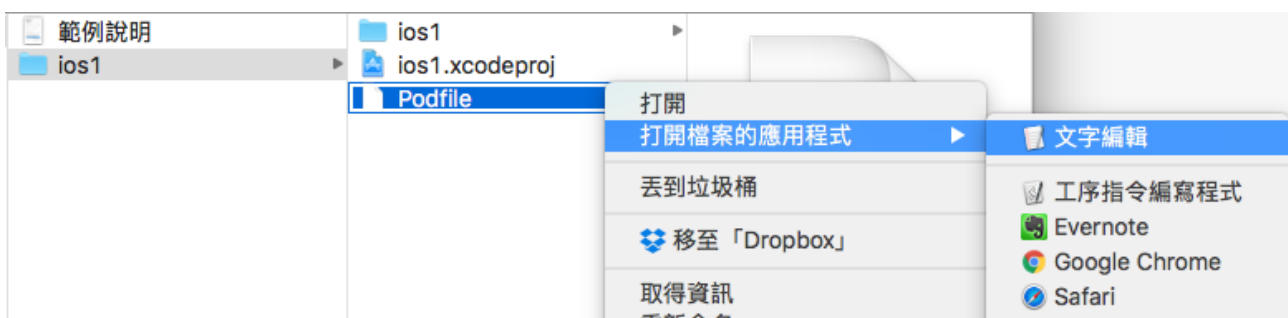 範例說明
ios1
ios1
ios1.xcodeproj
Podfile
打開
打開檔案的應用程式
丟到垃圾桶
移至「Dropbox」
取得資訊
文字編輯
工序指令編寫程式
Evernote
Google Chrome
Safari